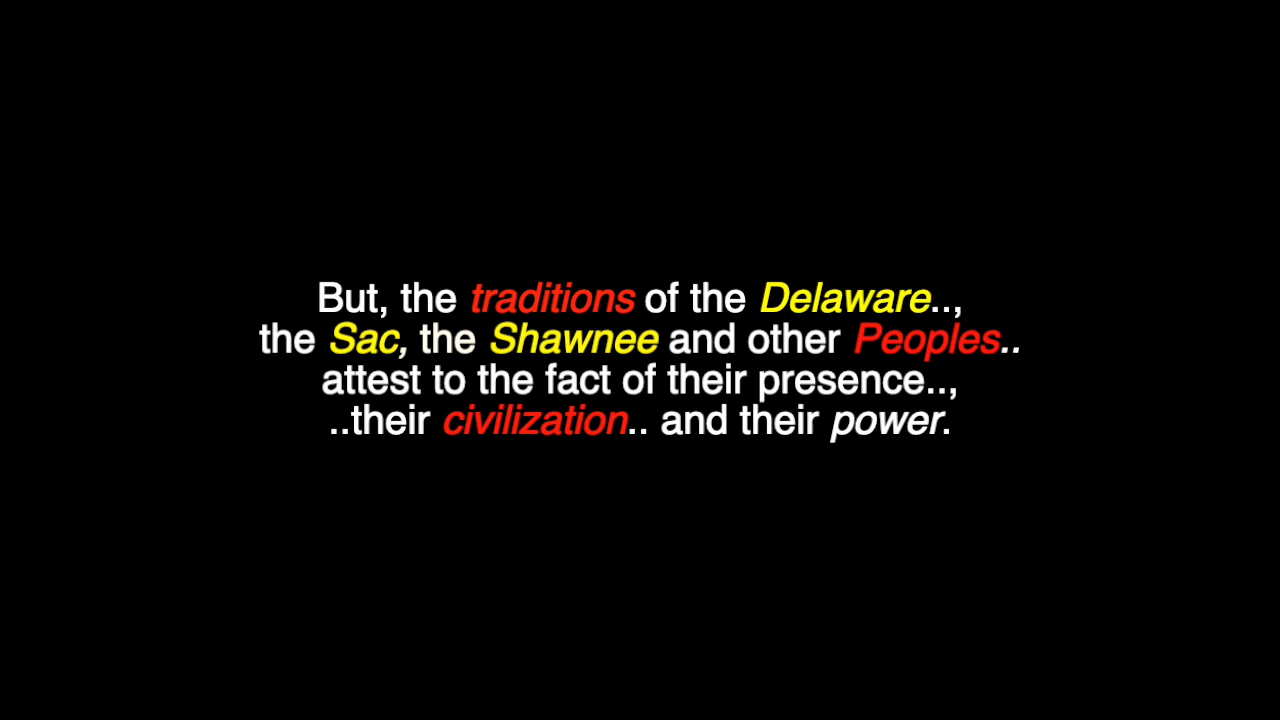 But, the traditions of the Delaware..,
the Sac, the Shawnee and other Peoples..
attest to the fact of their presence..,
..their civilization.. and their power.